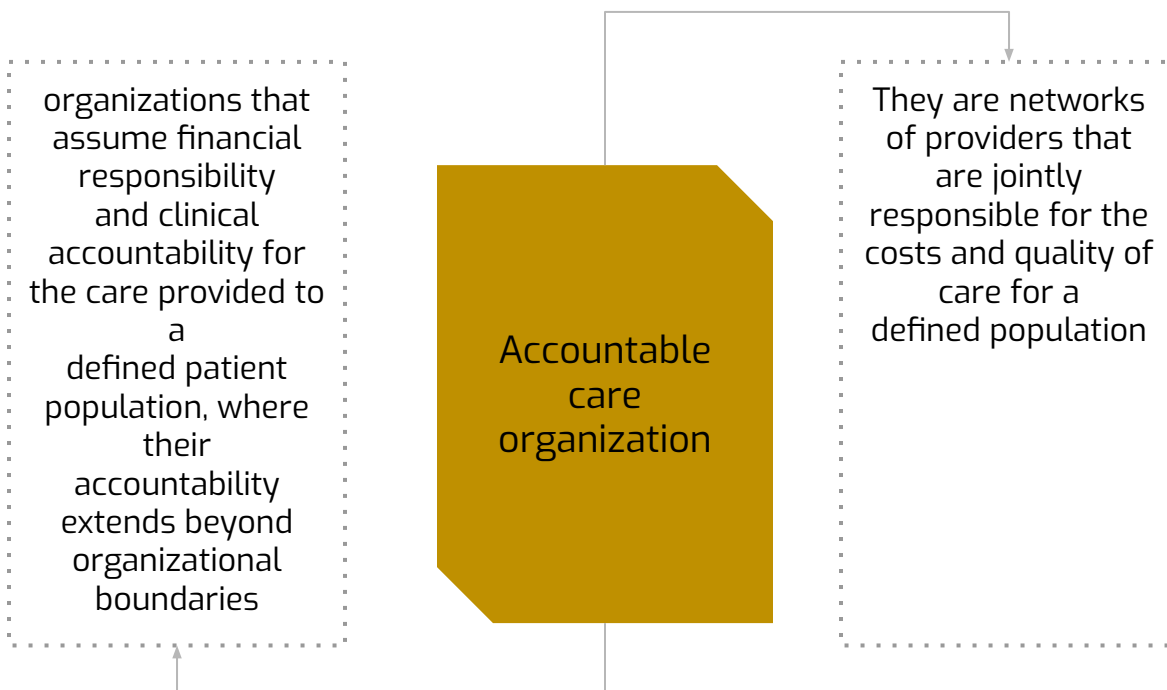 organizations that
assume financial
responsibility
and clinical
accountability for
the care provided to
a
defined patient
population, where
their
accountability
extends beyond
organizational
boundaries
Accountable
care
organization
They are networks
of providers that
are jointly
responsible for the
costs and quality of
care for a
defined population